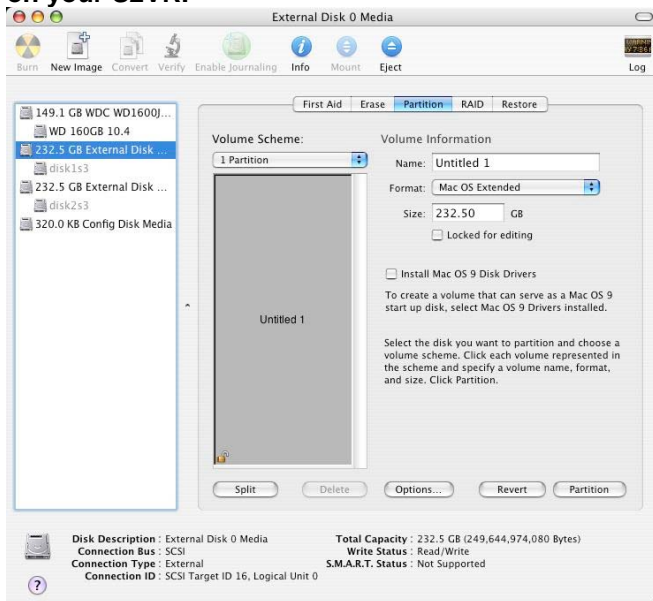 on your S2VR.
External Disk 0 Media
Burn New Image Convert Verify Enable Journaling Info Mount Eject Log
First Aid Erase Partition RAID Restore
149.1 GB WDC WD1600J...
WD 160GB 10.4
232.5 GB External Disk ...
disk1s3
232.5 GB External Disk ...
disk2s3
320.0 KB Config Disk Media
Volume Scheme:
1 Partition
Untitled 1
Volume Information
Name: Untitled 1
Format: Mac OS Extended
Size: 232.50 GB
Locked for editing
Install Mac OS 9 Disk Drivers
To create a volume that can serve as a Mac OS 9
start up disk, select Mac OS 9 Drivers installed.
Select the disk you want to partition and choose a
volume scheme. Click each volume represented in
the scheme and specify a volume name, format,
and size. Click Partition.
Split Delete Options... Revert Partition
Disk Description : External Disk 0 Media
Connection Bus : SCSI
Connection Type : External
Connection ID : SCSI Target ID 16, Logical Unit 0
Total Capacity : 232.5 GB (249,644,974,080 Bytes)
Write Status : Read/Write
S.M.A.R.T. Status : Not Supported
?